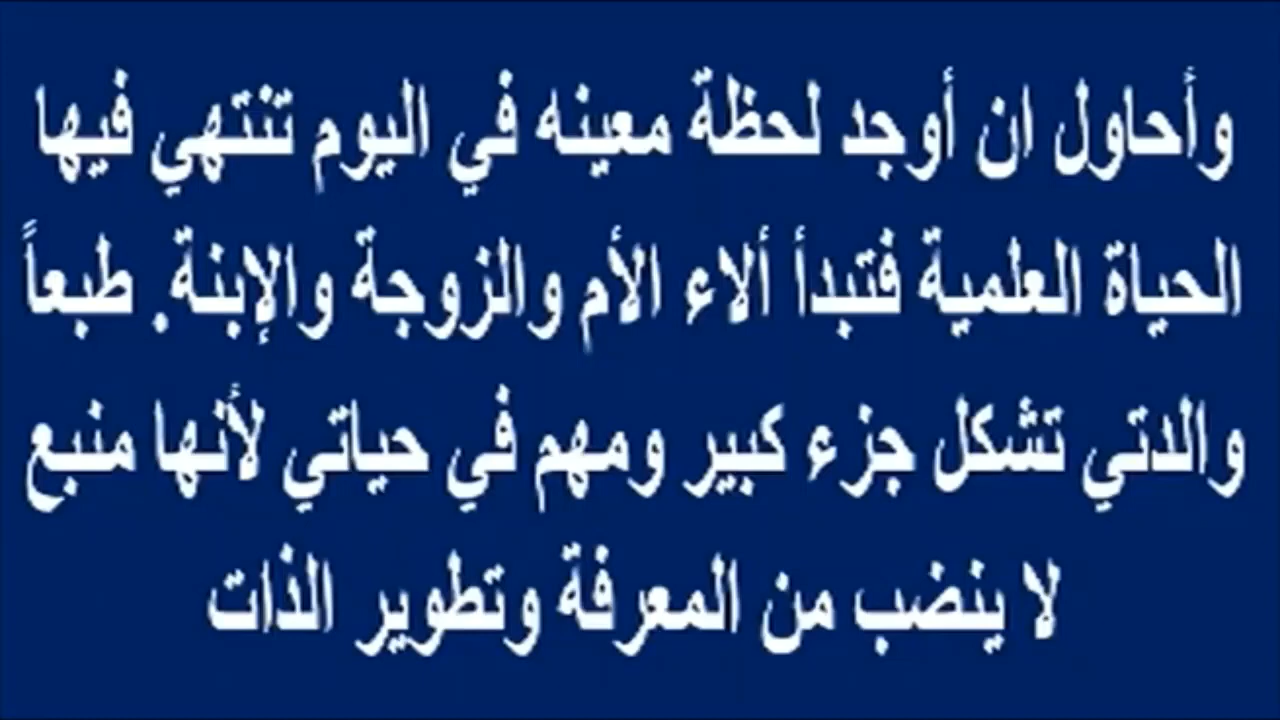 وأحاول ان أوجد لحظة معينه في اليوم تنتهي فيها
الحياة العلمية فتبدأ ألاء الأم والزوجة والإبنة. طبعاً
والدتي تشكل جزء كبير ومهم في حياتي لأنها منبع
لا ينضب من المعرفة وتطوير الذات